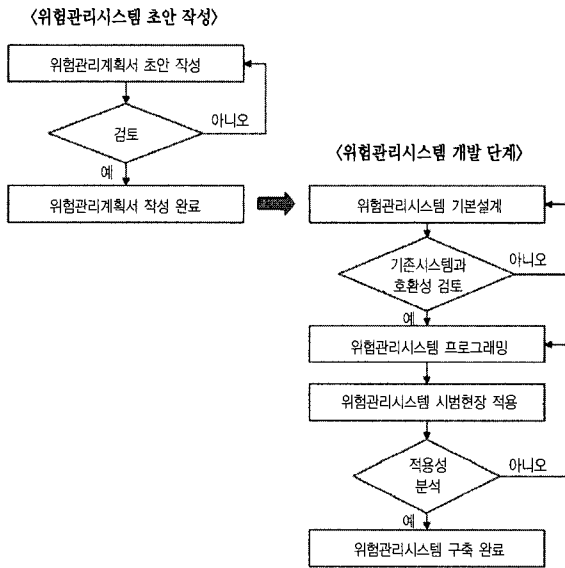 〈위험관리시스템 초안 작성〉
위험관리계획서 초안 작성
검토
아니오
예
위험관리계획서 작성 완료
〈위험관리시스템 개발 단계〉
위험관리시스템 기본설계
기존시스템과
호환성 검토
아니오
예
위험관리시스템 프로그래밍
위험관리시스템 시범현장 적용
적용성
분석
아니오
예
위험관리시스템 구축 완료